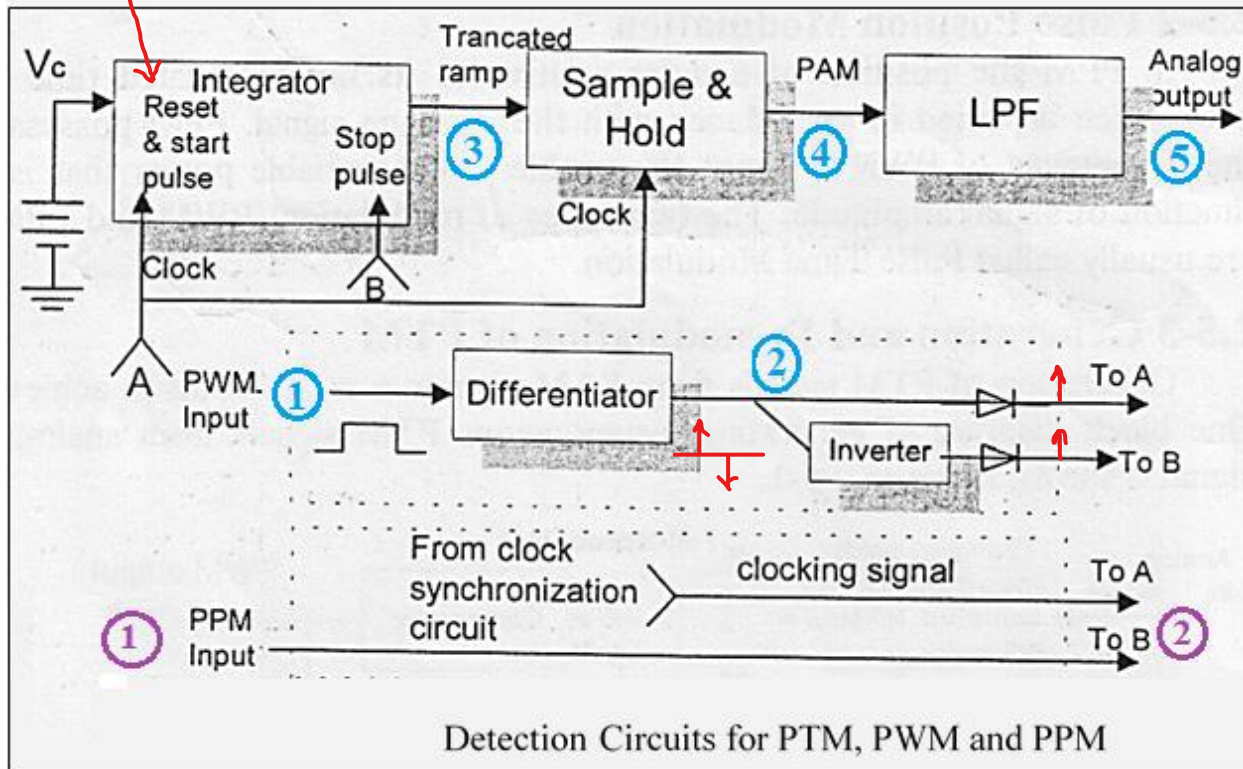 Vc
Integrator
Reset
& start
pulse
Stop
pulse
Trancated
ramp
3
Sample &
Hold
PAM
4
LPF
Analog
output
5
Clock
B
Clock
A
PWM
Input
1
Differentiator
2
To A
Inverter
To B
From clock
synchronization
circuit
clocking signal
To A
1
PPM
Input
To B
2
Detection Circuits for PTM, PWM and PPM